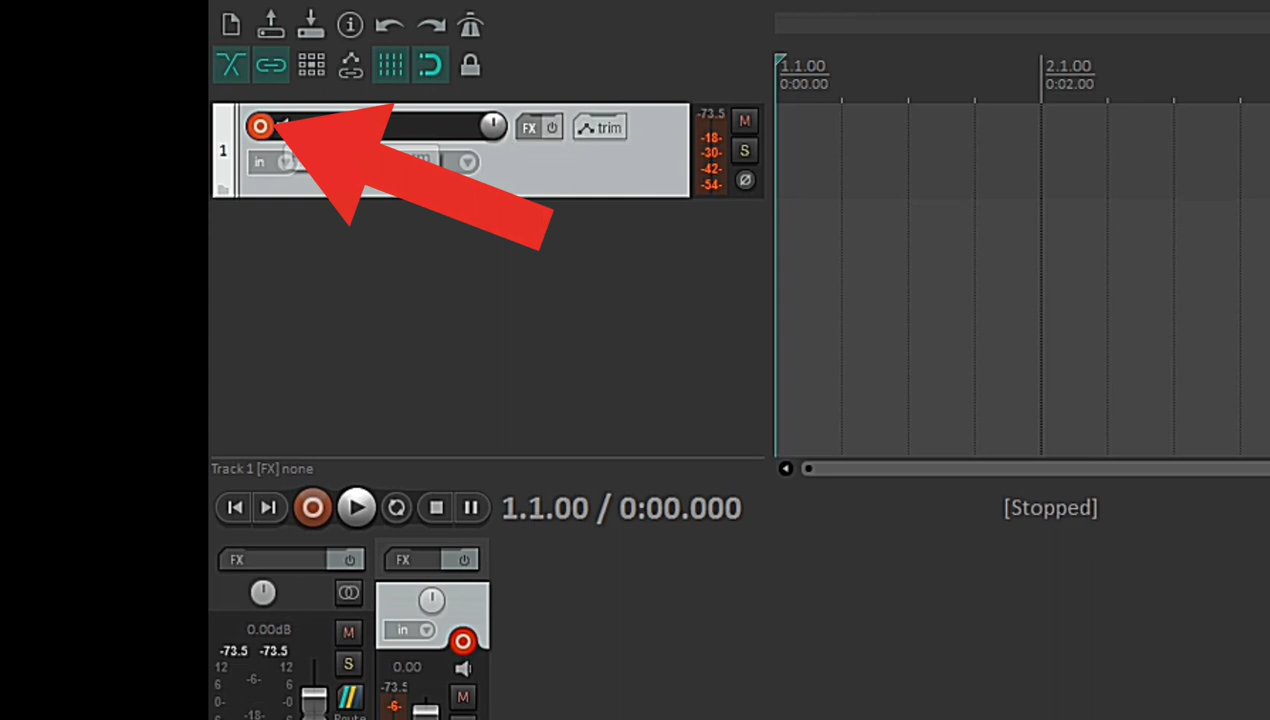 1.1.00 2.1.00
0:00.00 0:02.00
1
FX trim
in
-73.5
-18-
-30-
-42-
-54-
M
S
Track 1 [FX] none
1.1.00 / 0:00.000 [Stopped]
FX FX
0.00dB in
M
-73.5 -73.5 S 0.00
12 12 -73.5
6 -6- 6 M
-0 -0 -6-
-18-
Route